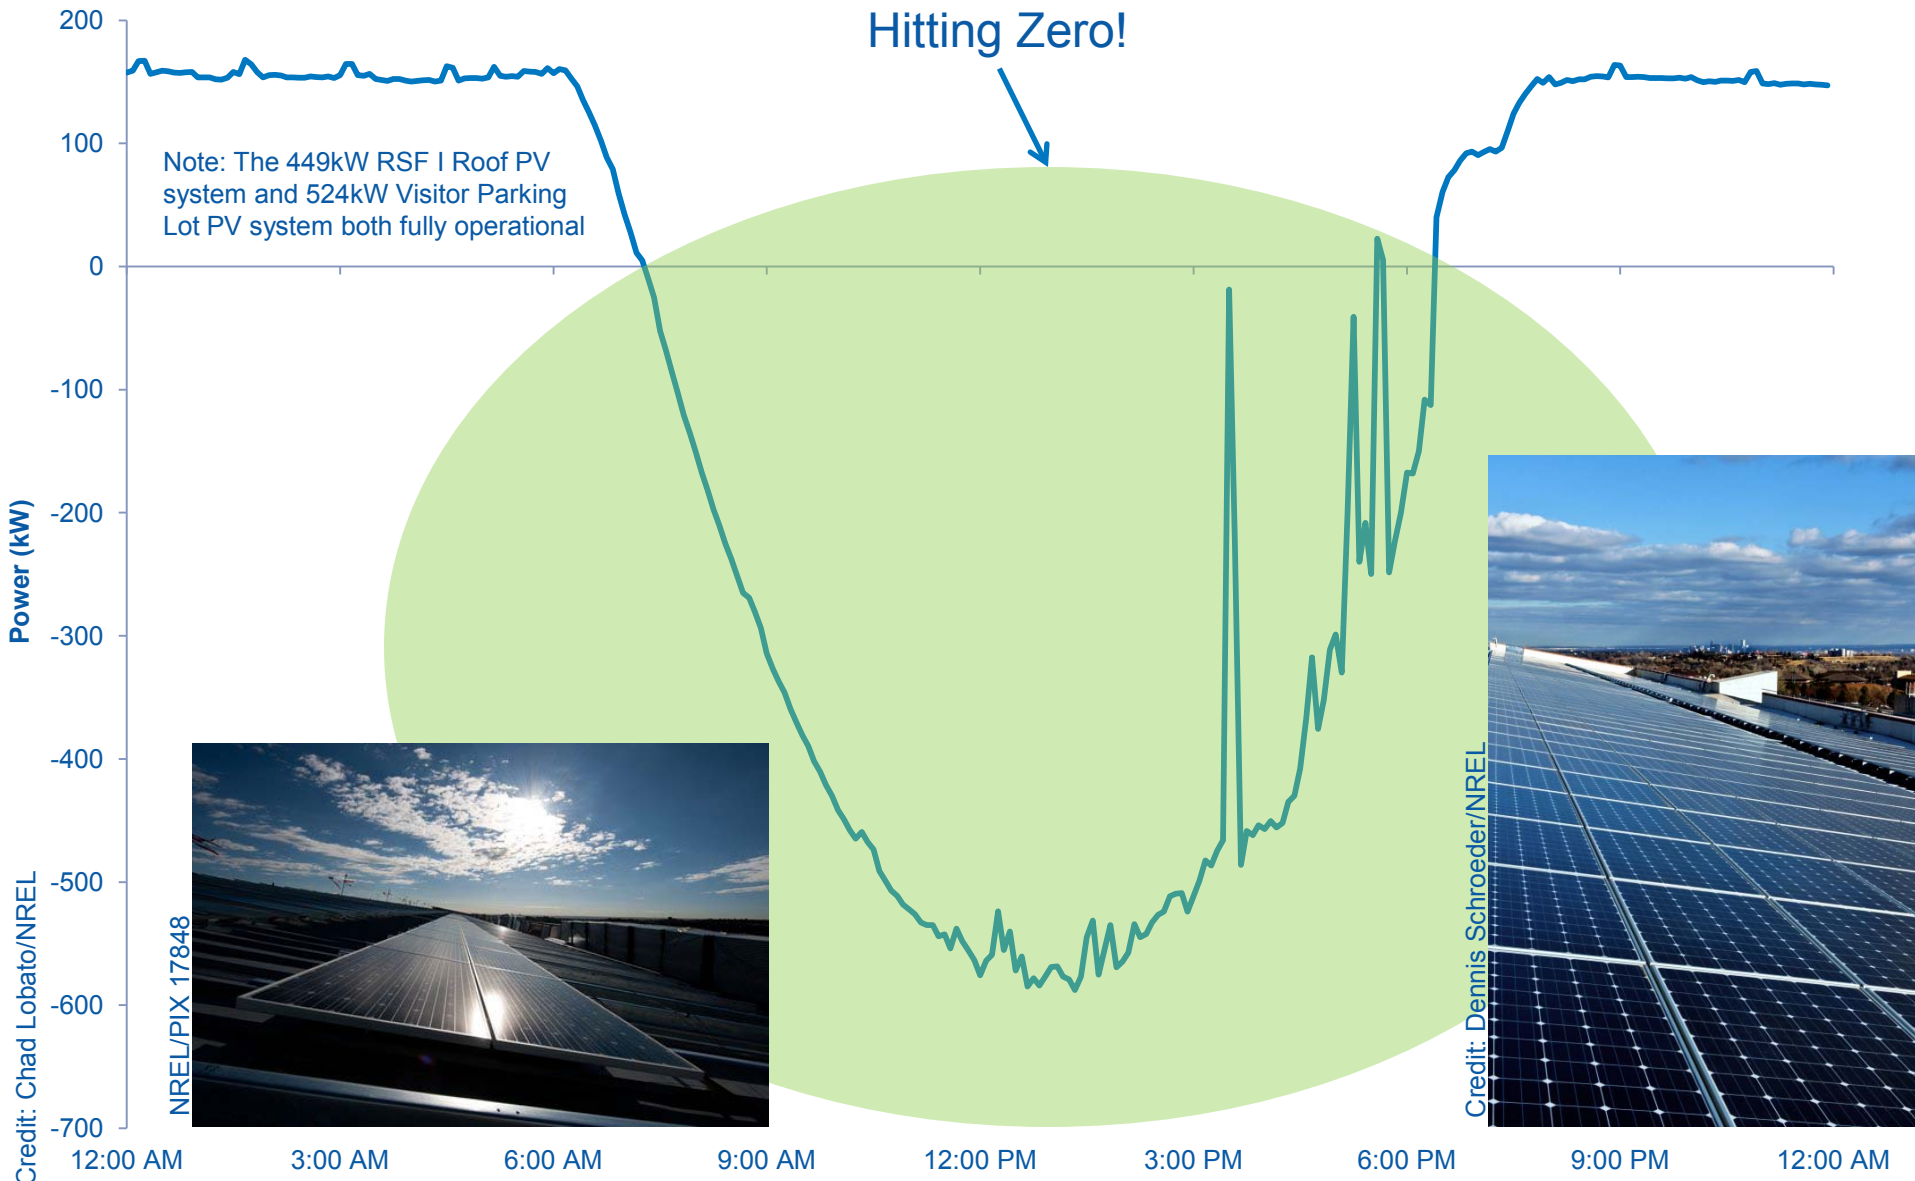 Hitting Zero!
200
100
0
-100
-200
-300
-400
-500
-600
-700
Power (kW)
Note: The 449kW RSF I Roof PV
system and 524kW Visitor Parking
Lot PV system both fully operational
Credit: Chad Lobato/NREL
NREL/PIX 17848
Credit: Dennis Schroeder/NREL
12:00 AM
3:00 AM
6:00 AM
9:00 AM
12:00 PM
3:00 PM
6:00 PM
9:00 PM
12:00 AM